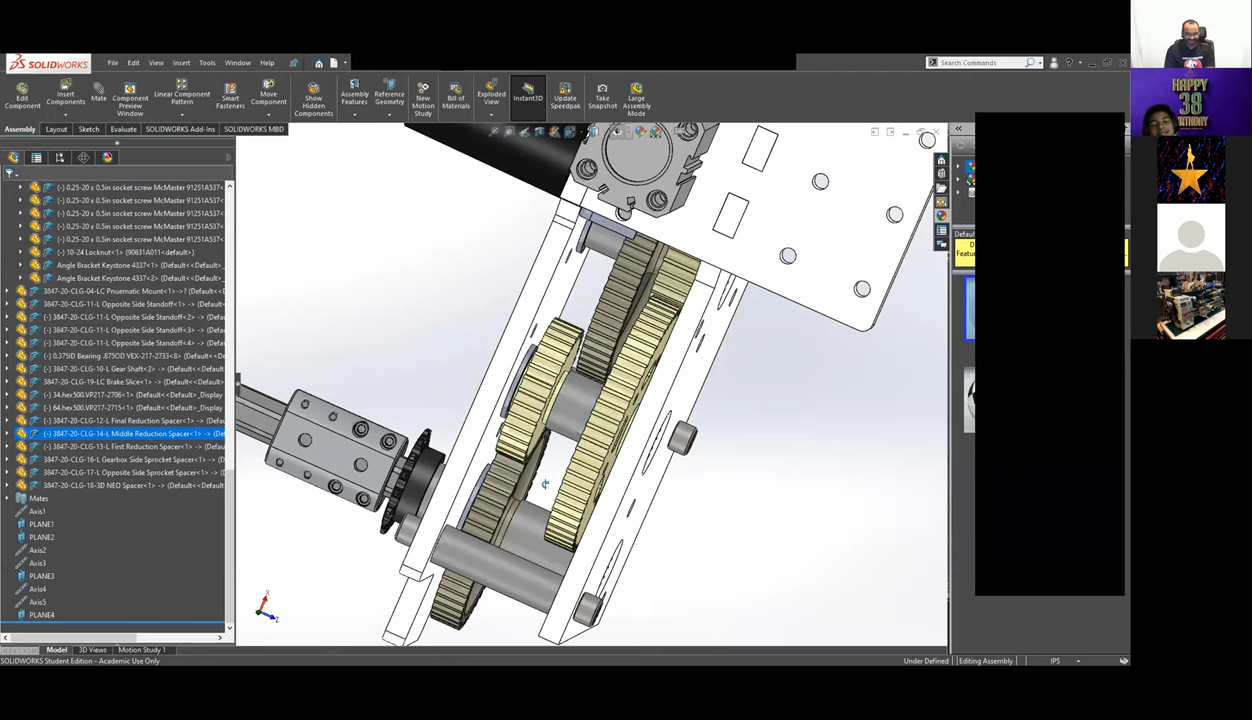 SOLIDWORKS
File Edit View Insert Tools Window Help
Search Commands
Edit Component
Insert Components
Mate
Component Preview Window
Linear Component Pattern
Smart Fasteners
Move Component
Show Hidden Components
Assembly Features
Reference Geometry
New Motion Study
Bill of Materials
Exploded View
Instant3D
Update Speedpak
Take Snapshot
Large Assembly Mode
Assembly Layout Sketch Evaluate SOLIDWORKS Add-Ins SOLIDWORKS MBD
(-) 0.25-20 x 0.5in socket screw McMaster 91251A537<
(-) 0.25-20 x 0.5in socket screw McMaster 91251A537<
(-) 0.25-20 x 0.5in socket screw McMaster 91251A537<
(-) 0.25-20 x 0.5in socket screw McMaster 91251A537<
(-) 0.25-20 x 0.5in socket screw McMaster 91251A537<
(-) 10-24 Locknut<1> (90631A011<default>)
Angle Bracket Keystone 4337<1> (Default<<Default>_
Angle Bracket Keystone 4337<2> (Default<<Default>_
3847-20-CLG-04-LC Pnuematic Mount<1>->? (Default
3847-20-CLG-11-L Opposite Side Standoff<1> (Default
(-) 3847-20-CLG-11-L Opposite Side Standoff<2> (Def
(-) 3847-20-CLG-11-L Opposite Side Standoff<3> (Def
(-) 3847-20-CLG-11-L Opposite Side Standoff<4> (Def
(-) 0.375ID Bearing .875OD VEX-217-2733<8> (Default<<Def
(-) 3847-20-CLG-10-L Gear Shaft<2> (Default<<Default
3847-20-CLG-19-LC Brake Slice<1> (Default<<Default>
(-) 34.hex500.VP217-2706<1> (Default<<Default>_Display
(-) 64.hex500.VP217-2715<1> (Default<<Default>_Display
(-) 3847-20-CLG-12-L Final Reduction Spacer<1> -> (Def
(-) 3847-20-CLG-14-L Middle Reduction Spacer<1> -> (De
(-) 3847-20-CLG-13-L First Reduction Spacer<1> -> (Def
3847-20-CLG-16-L Gearbox Side Sprocket Spacer<1> -> (
3847-20-CLG-17-L Opposite Side Sprocket Spacer<1> -> (
3847-20-CLG-18-3D NEO Spacer<1> -> (Default<<Default
Mates
Axis1
PLANE1
PLANE2
Axis2
Axis3
PLANE3
Axis4
Axis5
PLANE4
Model 3D Views Motion Study 1
SOLIDWORKS Student Edition - Academic Use Only
Under Defined Editing Assembly IPS
HAPPY
38
BIRTHDAY